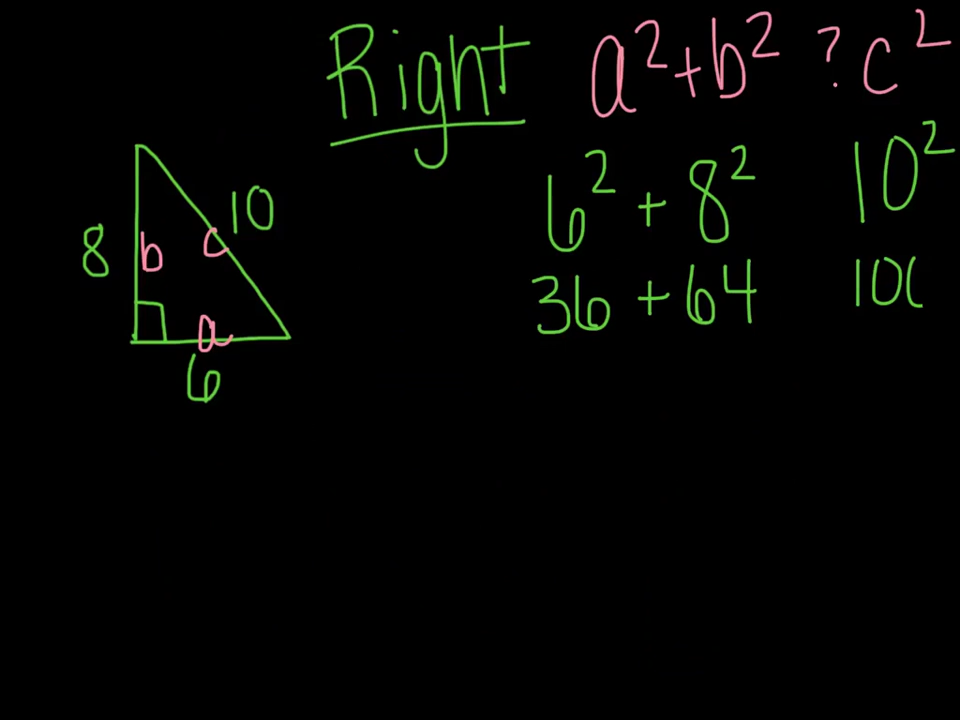 Right a² + b² ? c²
6² + 8² 10²
36 + 64 100
8 b c 10
a
6